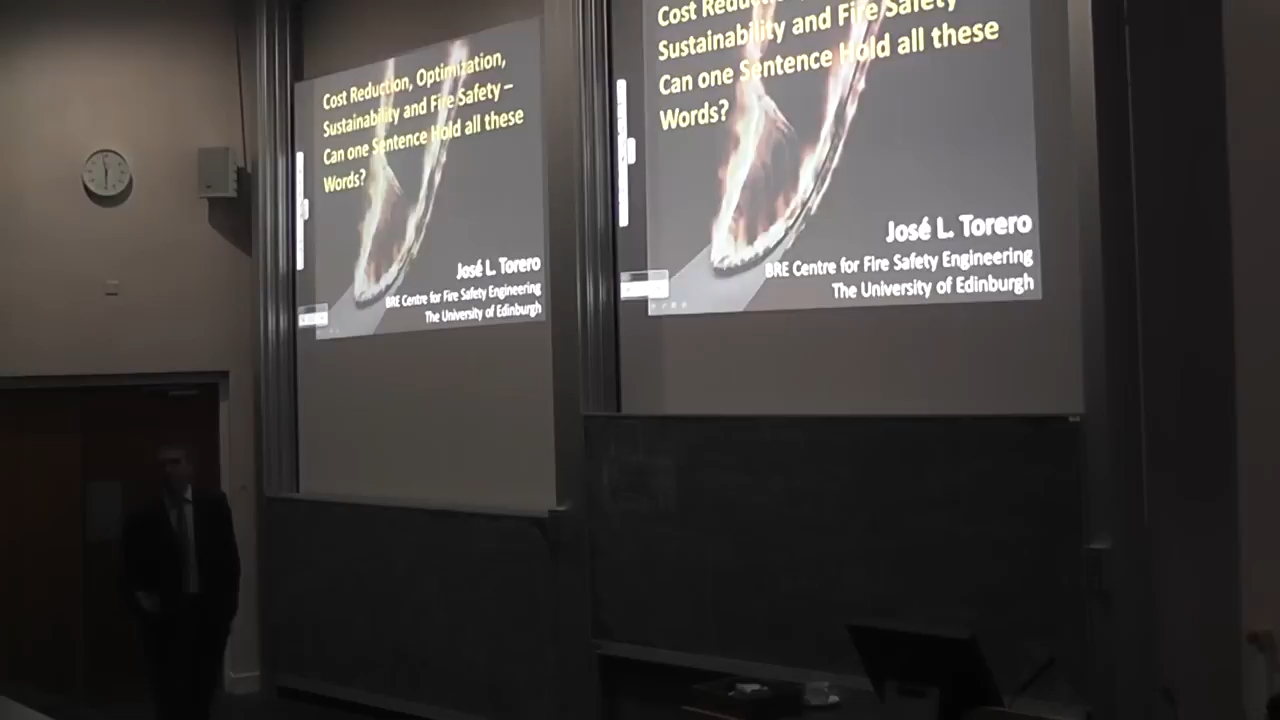 Cost Reduction, Optimization,
Sustainability and Fire Safety –
Can one Sentence Hold all these
Words?
José L. Torero
BRE Centre for Fire Safety Engineering
The University of Edinburgh
Cost
Sustainability and Fire Safety
Can one Sentence Hold all these
Words?
José L. Torero
BRE Centre for Fire Safety Engineering
The University of Edinburgh